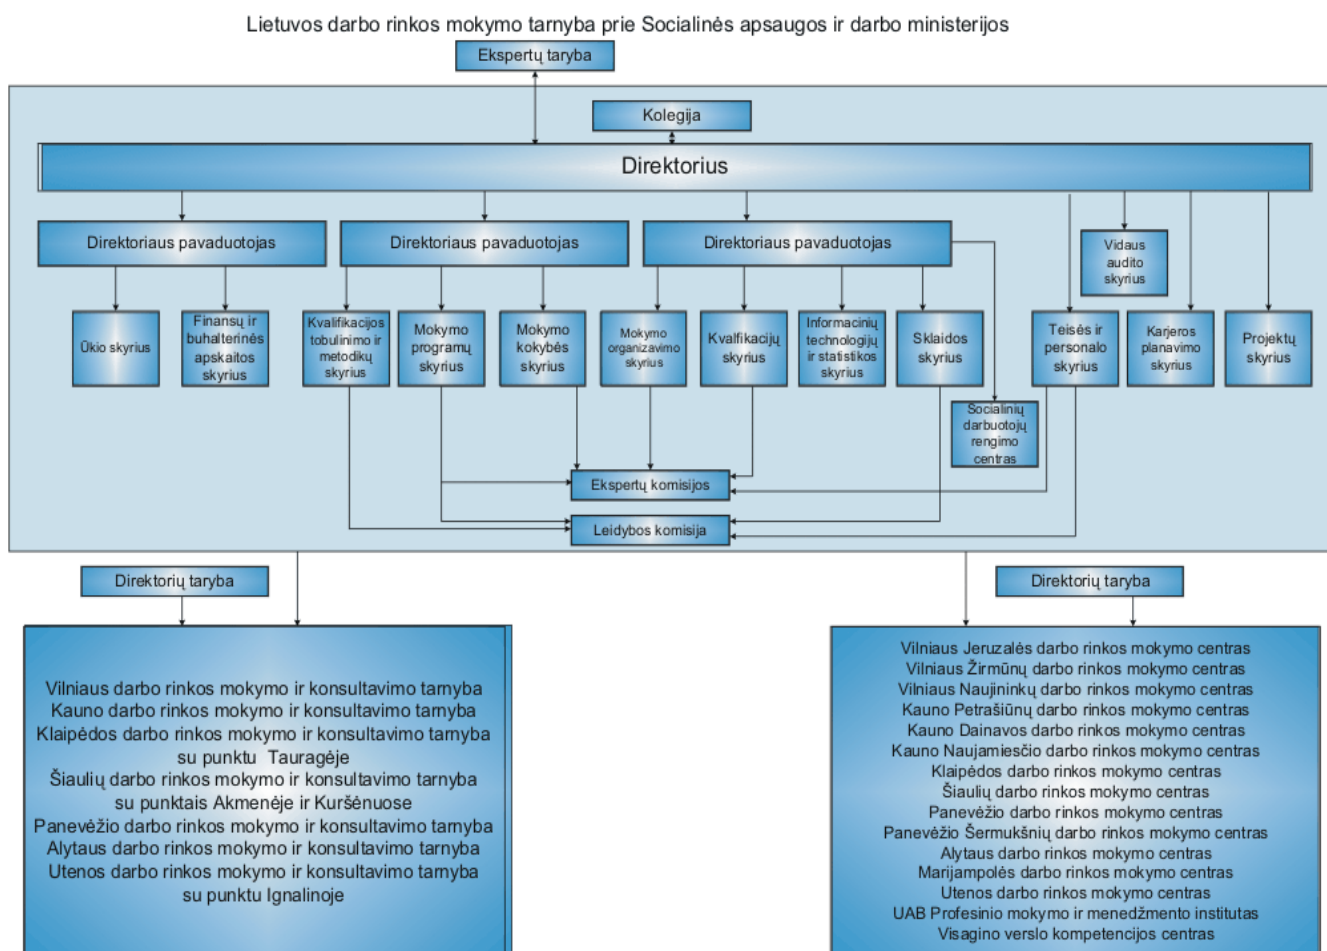 Lietuvos darbo rinkos mokymo tarnyba prie Socialinės apsaugos ir darbo ministerijos
Ekspertų taryba
Kolegija
Direktorius
Direktoriaus pavaduotojas
Direktoriaus pavaduotojas
Direktoriaus pavaduotojas
Vidaus
audito
skyrius
Ūkio skyrius
Finansų ir
buhalterinės
apskaitos
skyrius
Kvalifikacijos
tobulinimo ir
metodikų
skyrius
Mokymo
programų
skyrius
Mokymo
kokybės
skyrius
Mokymo
organizavimo
skyrius
Kvalfikacijų
skyrius
Informacinių
technologijų
ir statistikos
skyrius
Sklaidos
skyrius
Teisės ir
personalo
skyrius
Karjeros
planavimo
skyrius
Projektų
skyrius
Socialinių
darbuotojų
rengimo
centras
Ekspertų komisijos
Leidybos komisija
Direktorių taryba
Direktorių taryba
Vilniaus darbo rinkos mokymo ir konsultavimo tarnyba
Kauno darbo rinkos mokymo ir konsultavimo tarnyba
Klaipėdos darbo rinkos mokymo ir konsultavimo tarnyba
su punktu Tauragėje
Šiaulių darbo rinkos mokymo ir konsultavimo tarnyba
su punktais Akmenėje ir Kuršėnuose
Panevėžio darbo rinkos mokymo ir konsultavimo tarnyba
Alytaus darbo rinkos mokymo ir konsultavimo tarnyba
Utenos darbo rinkos mokymo ir konsultavimo tarnyba
su punktu Ignalinoje
Vilniaus Jeruzalės darbo rinkos mokymo centras
Vilniaus Žirmūnų darbo rinkos mokymo centras
Vilniaus Naujininkų darbo rinkos mokymo centras
Kauno Petrašiūnų darbo rinkos mokymo centras
Kauno Dainavos darbo rinkos mokymo centras
Kauno Naujamiesčio darbo rinkos mokymo centras
Klaipėdos darbo rinkos mokymo centras
Šiaulių darbo rinkos mokymo centras
Panevėžio darbo rinkos mokymo centras
Panevėžio Šermukšnių darbo rinkos mokymo centras
Alytaus darbo rinkos mokymo centras
Marijampolės darbo rinkos mokymo centras
Utenos darbo rinkos mokymo centras
UAB Profesinio mokymo ir menedžmento institutas
Visagino verslo kompetencijos centras